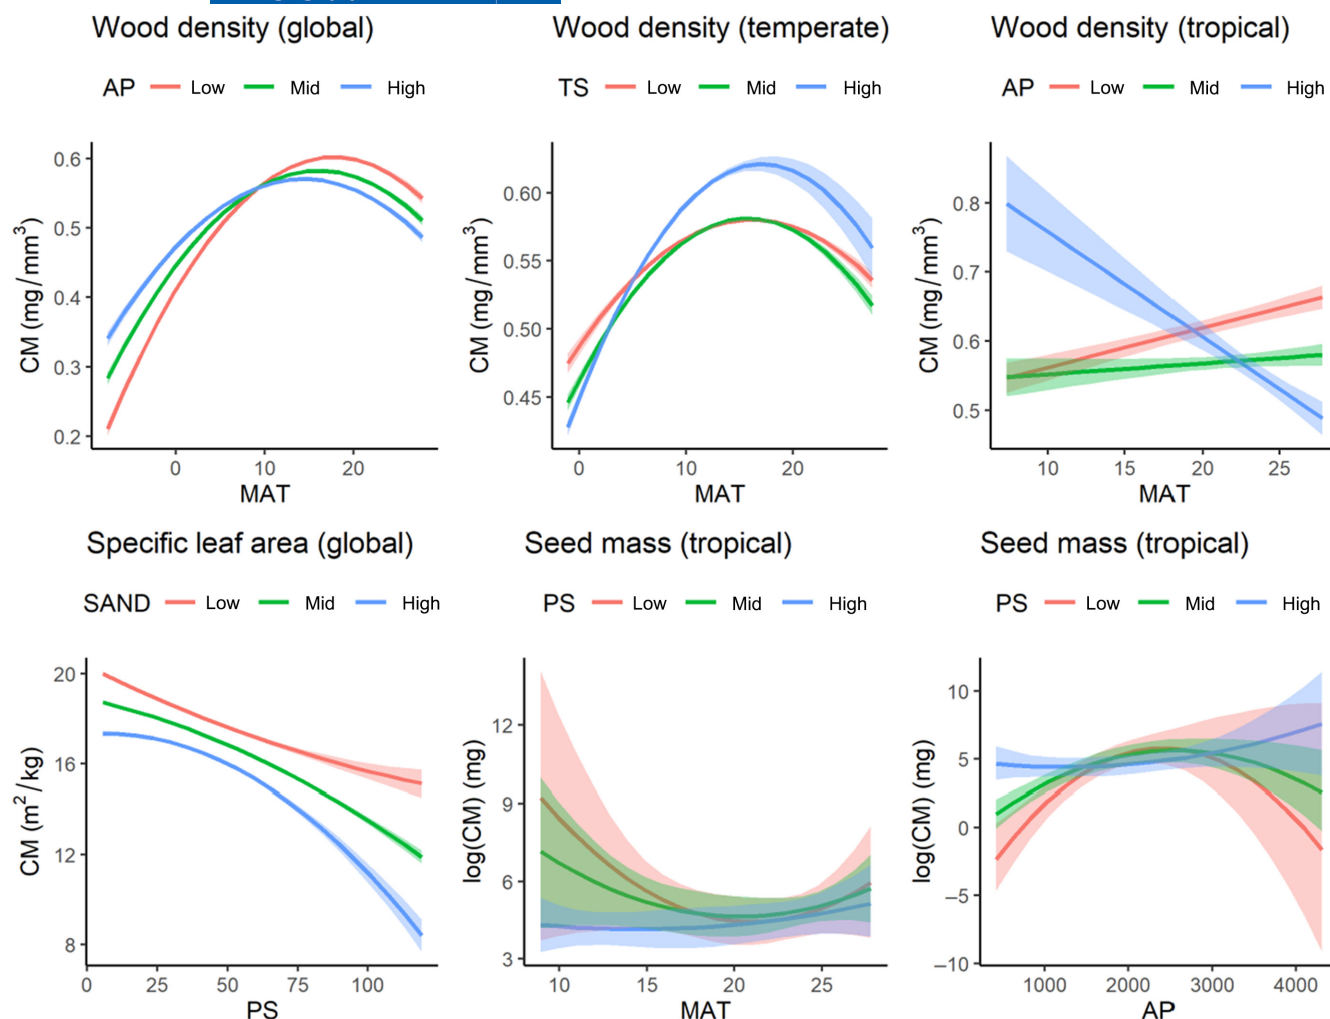 Wood density (global)
AP Low Mid High
0.6
0.5
0.4
0.3
0.2
CM (mg/mm³)
0 10 20
MAT
Wood density (temperate)
TS Low Mid High
0.60
0.55
0.50
0.45
CM (mg/mm³)
0 10 20
MAT
Wood density (tropical)
AP Low Mid High
0.8
0.7
0.6
0.5
CM (mg/mm³)
10 15 20 25
MAT
Specific leaf area (global)
SAND Low Mid High
20
16
12
8
CM (m²/kg)
0 25 50 75 100
PS
Seed mass (tropical)
PS Low Mid High
12
9
6
3
log(CM) (mg)
10 15 20 25
MAT
Seed mass (tropical)
PS Low Mid High
10
5
0
−5
−10
log(CM) (mg)
1000 2000 3000 4000
AP